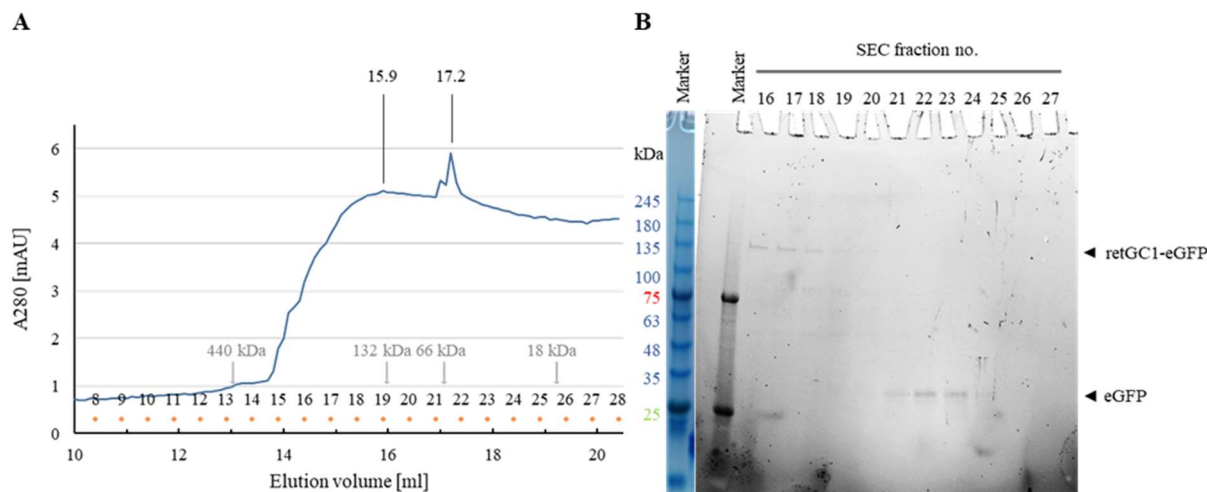 A
15.9 17.2
6
5
4
3
2
1
0
A280 [mAU]
440 kDa 132 kDa 66 kDa 18 kDa
8 9 10 11 12 13 14 15 16 17 18 19 20 21 22 23 24 25 26 27 28
10 12 14 16 18 20
Elution volume [ml]
B
SEC fraction no.
Marker Marker 16 17 18 19 20 21 22 23 24 25 26 27
kDa
245
180
135
100
75
63
48
35
25
retGC1-eGFP
eGFP